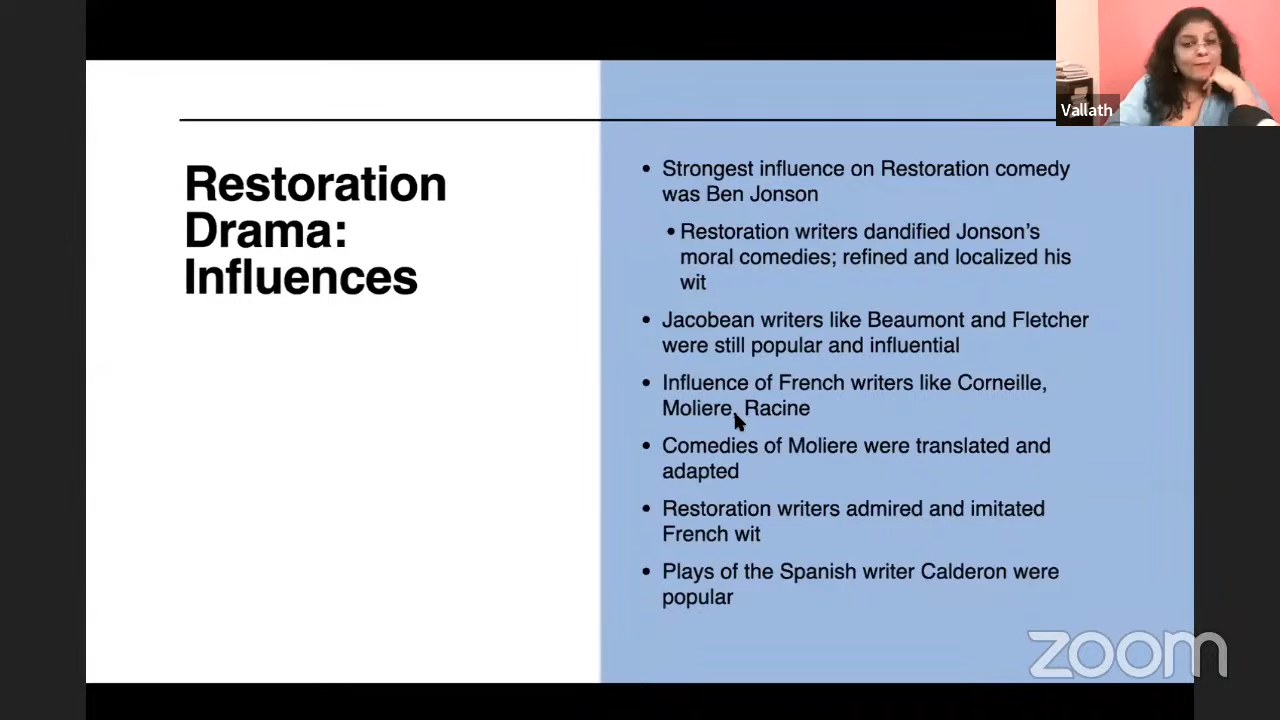 Vallath
Restoration
Drama:
Influences
• Strongest influence on Restoration comedy
was Ben Jonson
• Restoration writers dandified Jonson's
moral comedies; refined and localized his
wit
• Jacobean writers like Beaumont and Fletcher
were still popular and influential
• Influence of French writers like Corneille,
Moliere, Racine
• Comedies of Moliere were translated and
adapted
• Restoration writers admired and imitated
French wit
• Plays of the Spanish writer Calderon were
popular
zoom